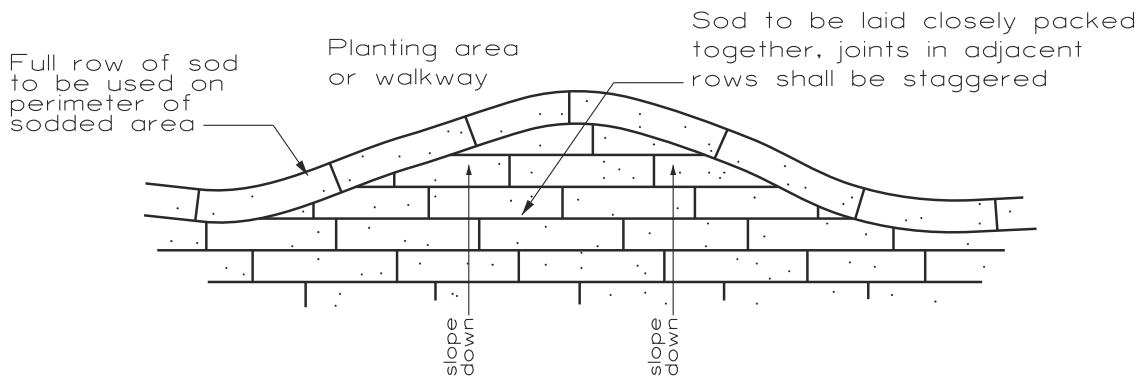 Full row of sod
to be used on
perimeter of
sodded area
Planting area
or walkway
Sod to be laid closely packed
together, joints in adjacent
rows shall be staggered
slope
down
slope
down